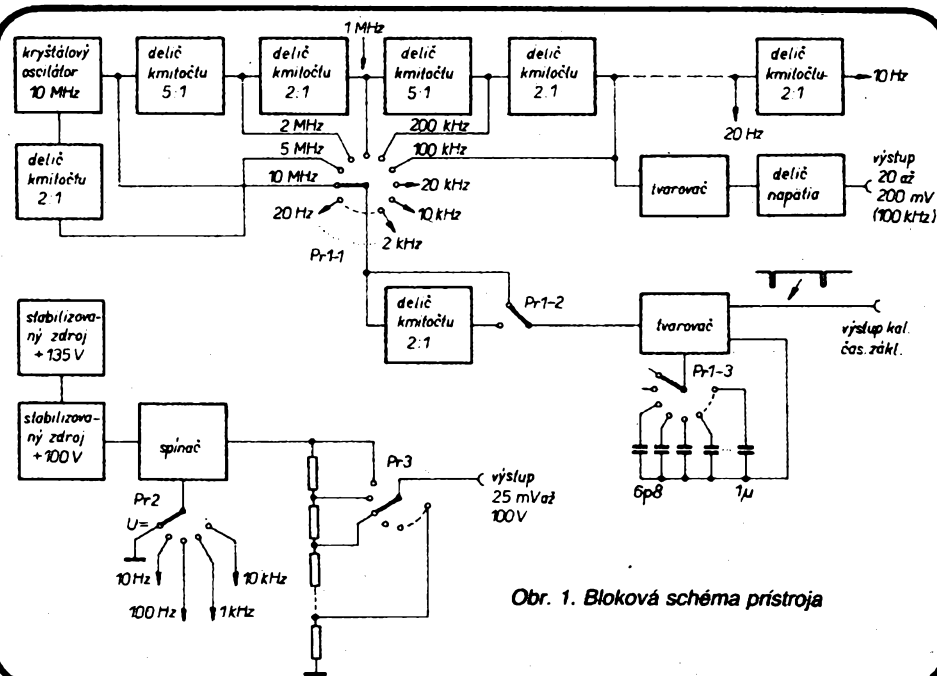 1 MHz
kryštálový
oscilátor
10 MHz
delič
kmitočtu
5:1
delič
kmitočtu
2:1
delič
kmitočtu
5:1
delič
kmitočtu
2:1
delič
kmitočtu
2:1
10 Hz
20 Hz
delič
kmitočtu
2:1
2 MHz
5 MHz
10 MHz
20 Hz
200 kHz
100 kHz
20 kHz
10 kHz
2 kHz
Pr1-1
tvarovač
delič
napätia
výstup
20 až
200 mV
(100 kHz)
delič
kmitočtu
2:1
Pr1-2
tvarovač
výstup kal.
čas. zákl.
Pr1-3
6p8
1µ
stabilizova-
ný zdroj
+135 V
stabilizova-
ný zdroj
+100 V
spínač
Pr2
U=
10 Hz
100 Hz
1 kHz
10 kHz
Pr3
výstup
25 mV až
100 V
Obr. 1. Bloková schéma prístroja